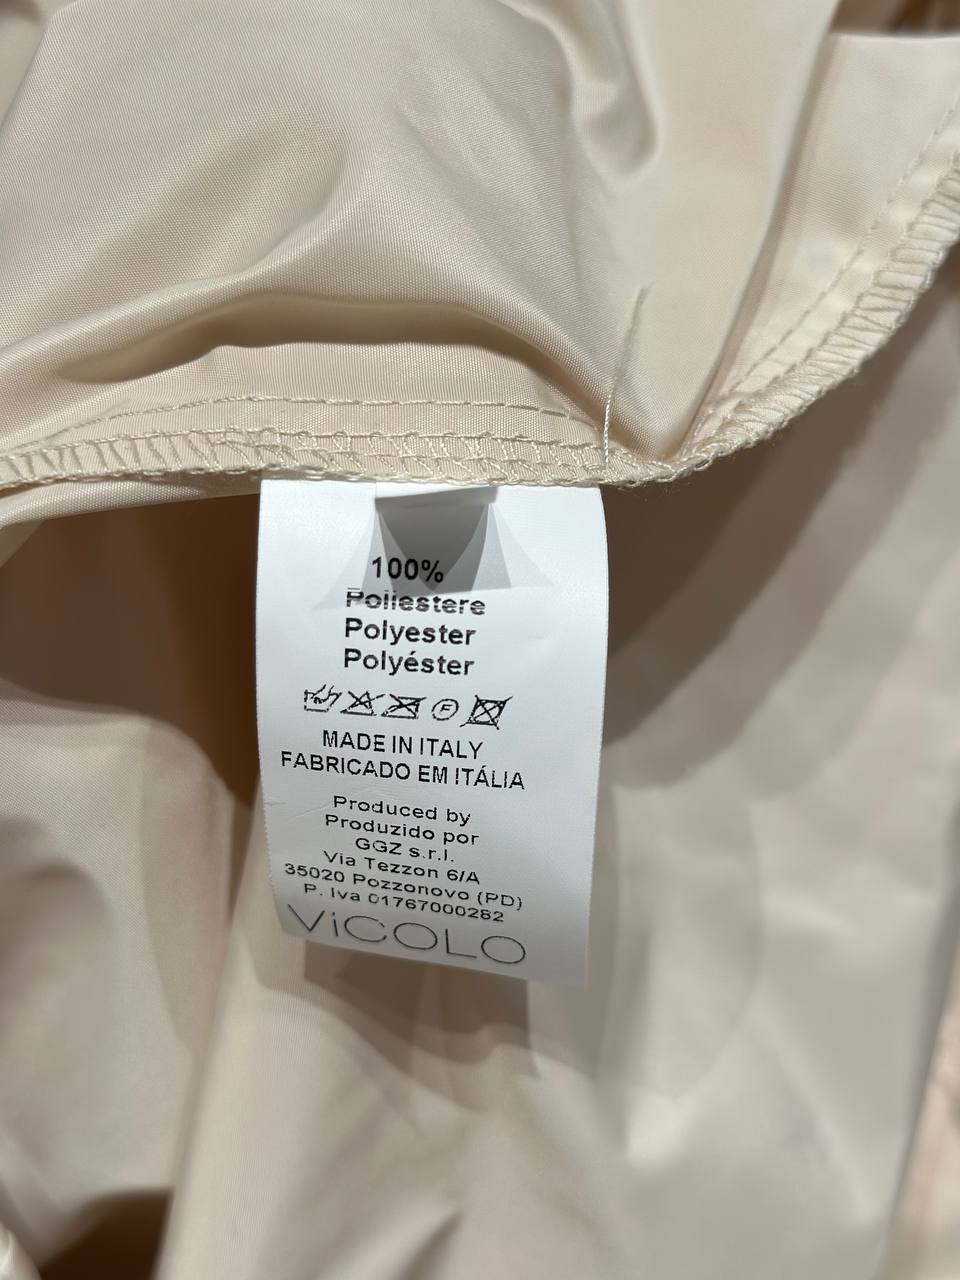 100%
Poliestere
Polyester
Polyéster
MADE IN ITALY
FABRICADO EM ITÁLIA
Produced by
Produzido por
GGZ s.r.l.
Via Tezzon 6/A
35020 Pozzonovo (PD)
P. Iva 01767000282
ViCOLO